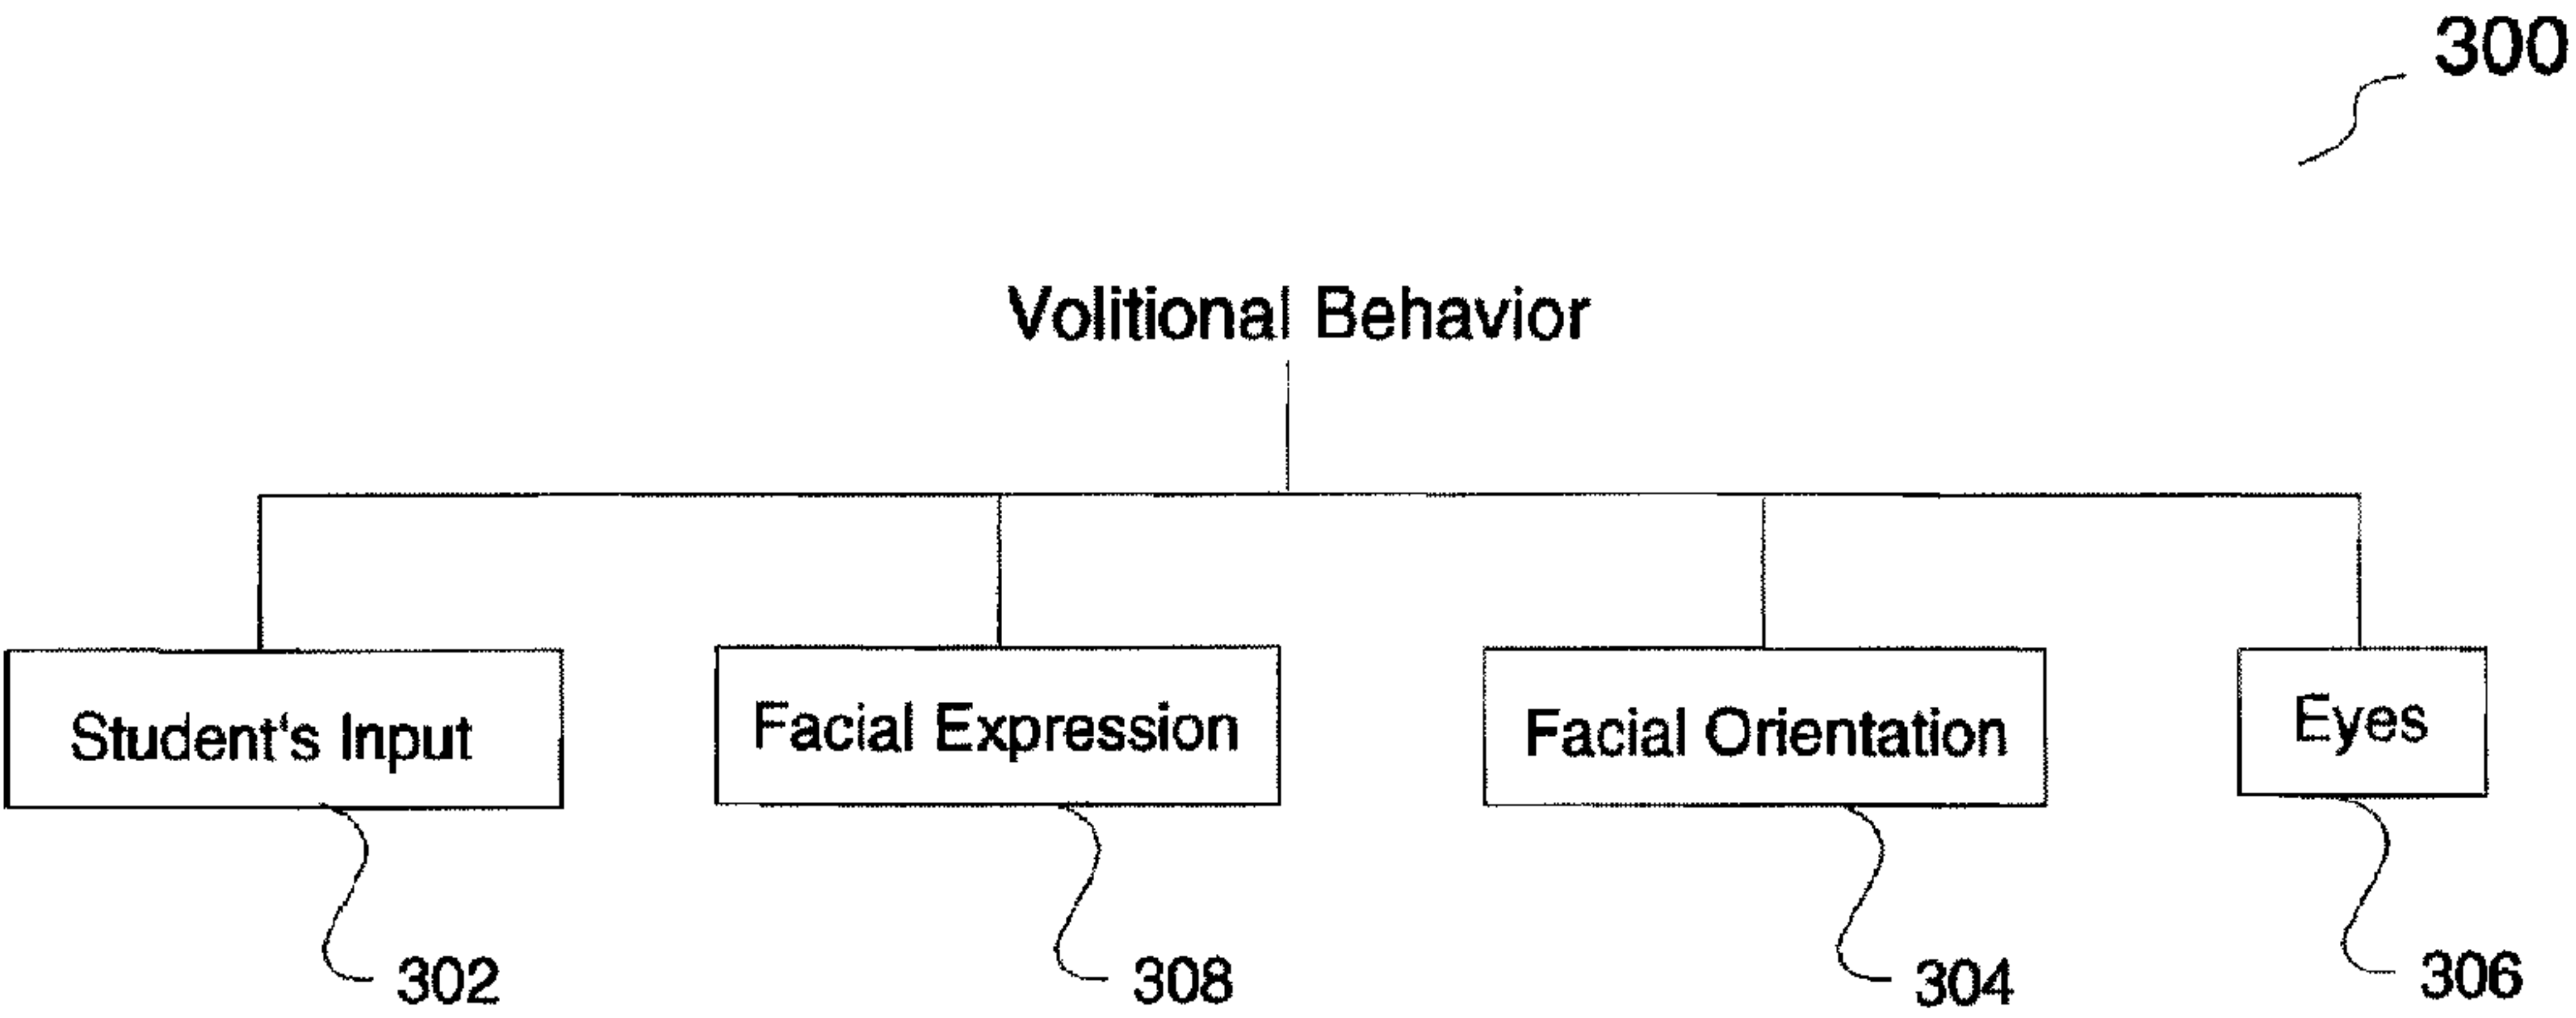 300
Volitional Behavior
Student‘s Input
Facial Expression
Facial Orientation
Eyes
302
308
304
306